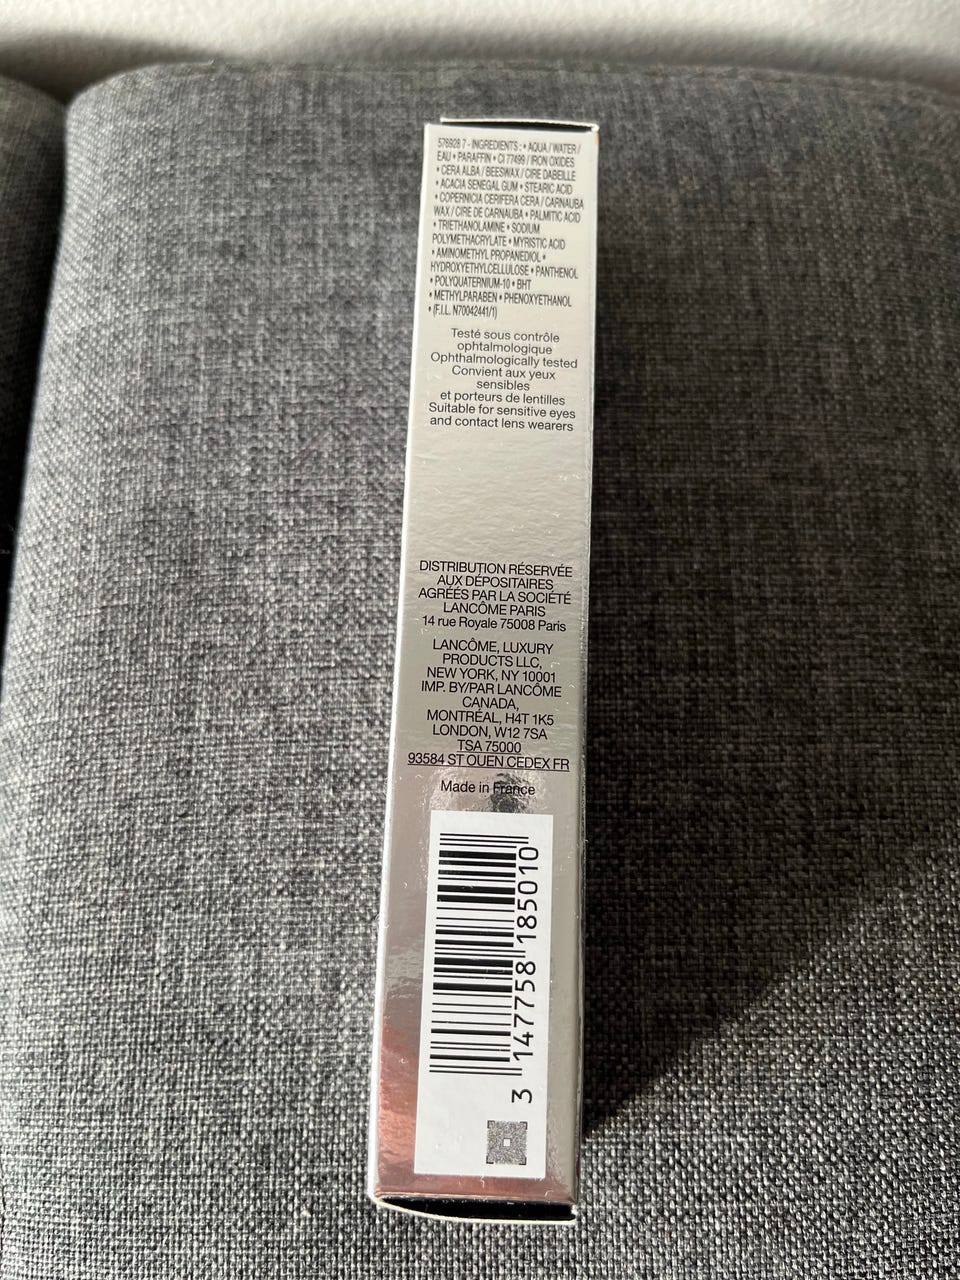 578928 7 - INGREDIENTS : • AQUA / WATER /
EAU • PARAFFIN • CI 77499 / IRON OXIDES
• CERA ALBA / BEESWAX / CIRE DABEILLE
• ACACIA SENEGAL GUM • STEARIC ACID
• COPERNICIA CERIFERA CERA / CARNAUBA
WAX / CIRE DE CARNAUBA • PALMITIC ACID
• TRIETHANOLAMINE • SODIUM
POLYMETHACRYLATE • MYRISTIC ACID
• AMINOMETHYL PROPANEDIOL •
HYDROXYETHYLCELLULOSE • PANTHENOL
• POLYQUATERNIUM-10 • BHT
• METHYLPARABEN • PHENOXYETHANOL
• (F.I.L. N70042441/1)
Testé sous contrôle
ophtalmologique
Ophthalmologically tested
Convient aux yeux
sensibles
et porteurs de lentilles
Suitable for sensitive eyes
and contact lens wearers
DISTRIBUTION RÉSERVÉE
AUX DÉPOSITAIRES
AGRÉÉS PAR LA SOCIÉTÉ
LANCÔME PARIS
14 rue Royale 75008 Paris
LANCÔME, LUXURY
PRODUCTS LLC,
NEW YORK, NY 10001
IMP. BY/PAR LANCÔME
CANADA,
MONTRÉAL, H4T 1K5
LONDON, W12 7SA
TSA 75000
93584 ST OUEN CEDEX FR
Made in France
3 147758 185010